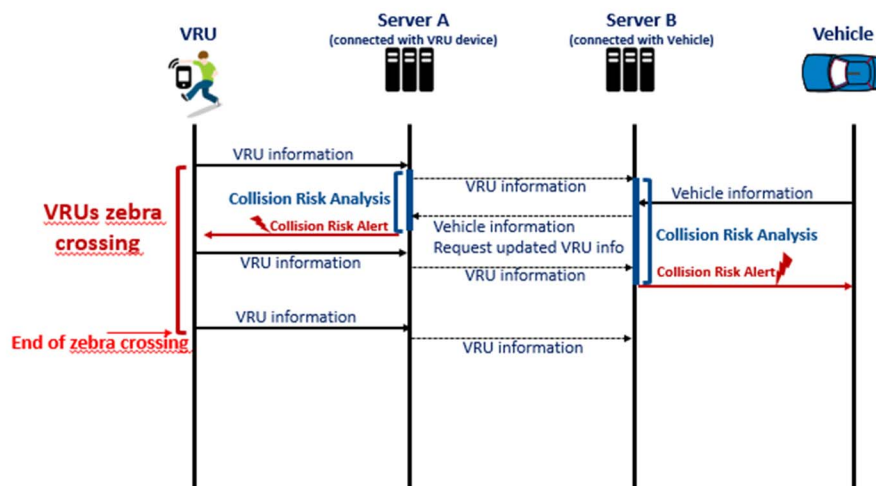 VRU
Server A
(connected with VRU device)
Server B
(connected with Vehicle)
Vehicle
VRU information
VRU information
Vehicle information
Collision Risk Analysis
Collision Risk Alert
Vehicle information
Request updated VRU info
VRUs zebra
crossing
Collision Risk Analysis
VRU information
VRU information
Collision Risk Alert
VRU information
End of zebra crossing
VRU information